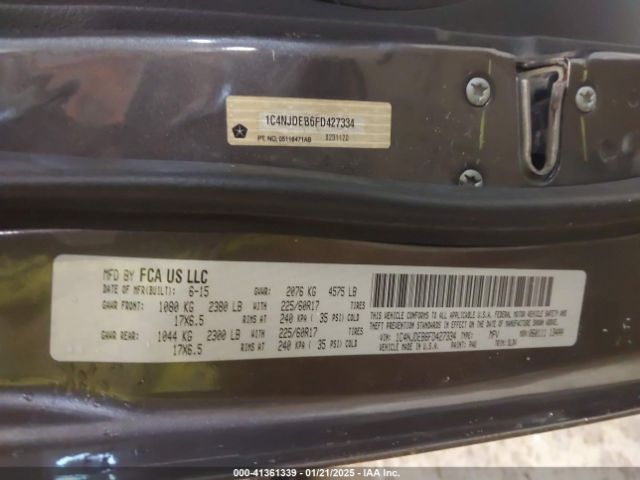 1C4NJDEB6FD427334
PT. NO. 05116471AB
MFD BY FCA US LLC
DATE OF MFR(BUILT): 6-15 GVWR: 2076 KG 4575 LB
GAWR FRONT: 1080 KG 2380 LB WITH 225/60R17 TIRES
17X6.5 RIMS AT 240 KPA ( 35 PSI) COLD
GAWR REAR: 1044 KG 2300 LB WITH 225/60R17 TIRES
17X6.5 RIMS AT 240 KPA ( 35 PSI) COLD
THIS VEHICLE CONFORMS TO ALL APPLICABLE U.S.A. FEDERAL MOTOR VEHICLE SAFETY AND
THEFT PREVENTION STANDARDS IN EFFECT ON THE DATE OF MANUFACTURE SHOWN ABOVE.
VIN: 1C4NJDEB6FD427334 TYPE: MPV
VEHICLE MADE IN U.S.A. PAINT: PAU TRIM:
000-41361339 / 01/21/2025 - IAA Inc.